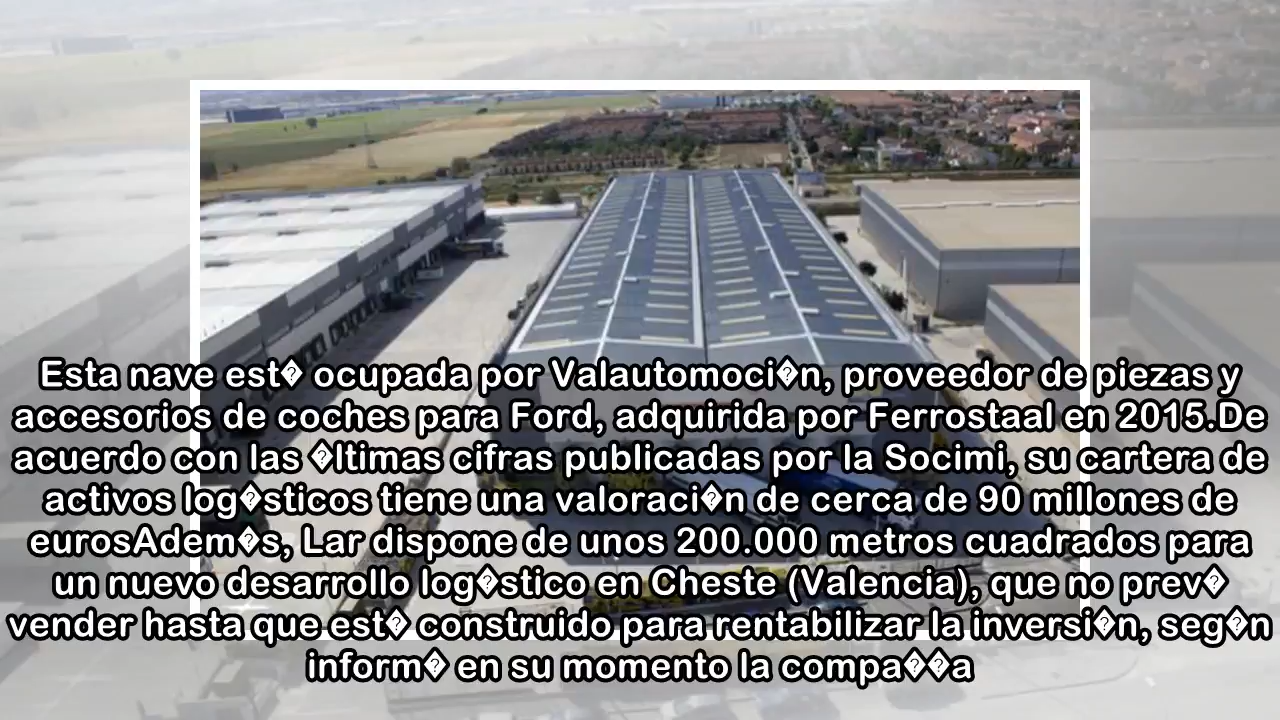 Esta nave est� ocupada por Valautomoci�n, proveedor de piezas y
accesorios de coches para Ford, adquirida por Ferrostaal en 2015.De
acuerdo con las �ltimas cifras publicadas por la Socimi, su cartera de
activos log�sticos tiene una valoraci�n de cerca de 90 millones de
eurosAdem�s, Lar dispone de unos 200.000 metros cuadrados para
un nuevo desarrollo log�stico en Cheste (Valencia), que no prev�
vender hasta que est� construido para rentabilizar la inversi�n, seg�n
inform� en su momento la compa��a